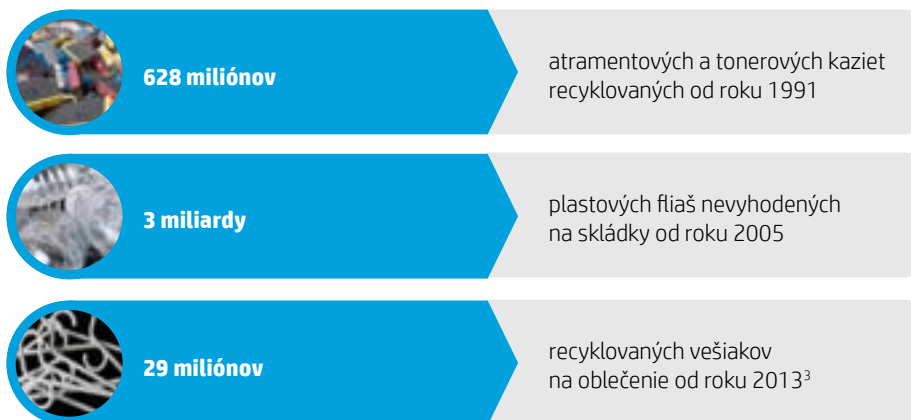 628 miliónov
atramentových a tonerových kaziet
recyklovaných od roku 1991
3 miliardy
plastových fliaš nevyhodených
na skládky od roku 2005
29 miliónov
recyklovaných vešiakov
na oblečenie od roku 2013³